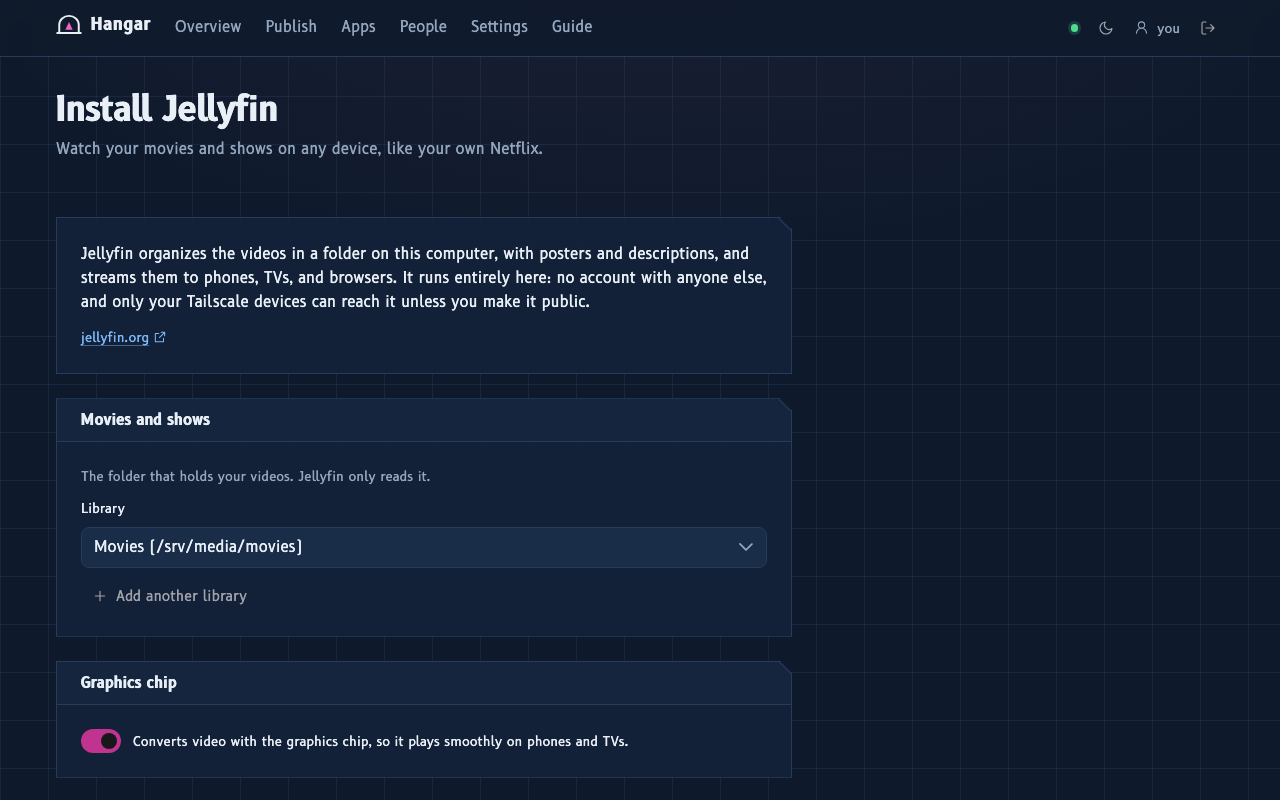 Hangar
Overview
Publish
Apps
People
Settings
Guide
you
Install Jellyfin
Watch your movies and shows on any device, like your own Netflix.
Jellyfin organizes the videos in a folder on this computer, with posters and descriptions, and
streams them to phones, TVs, and browsers. It runs entirely here: no account with anyone else,
and only your Tailscale devices can reach it unless you make it public.
jellyfin.org
Movies and shows
The folder that holds your videos. Jellyfin only reads it.
Library
Movies (/srv/media/movies)
Add another library
Graphics chip
Converts video with the graphics chip, so it plays smoothly on phones and TVs.